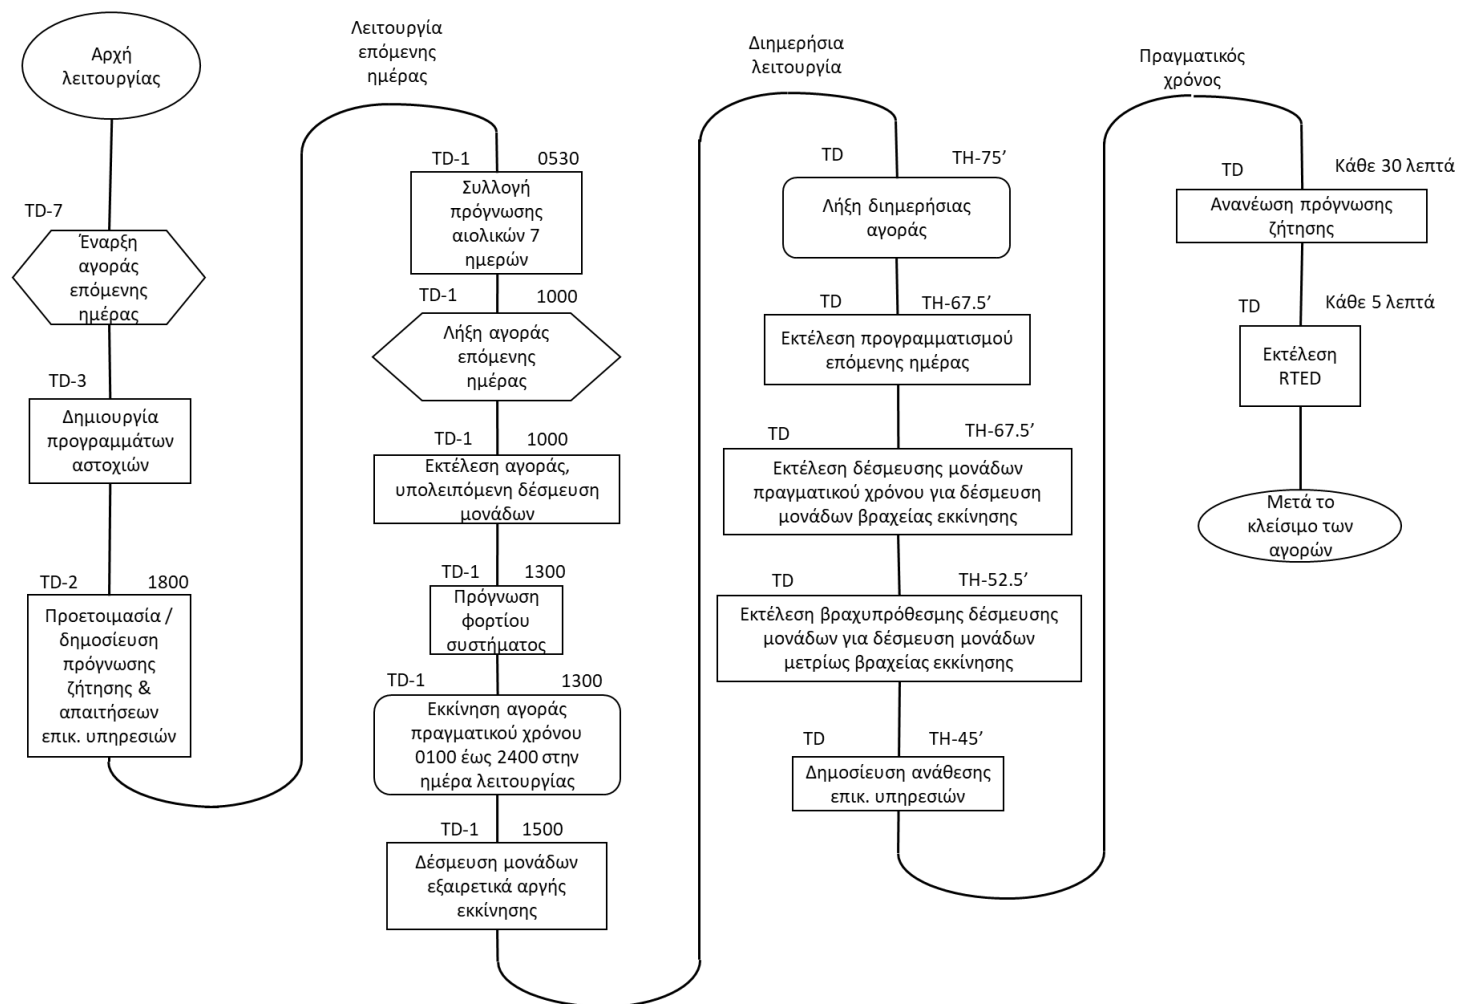 Αρχή
λειτουργίας
TD-7
Έναρξη
αγοράς
επόμενης
ημέρας
TD-3
Δημιουργία
προγραμμάτων
αστοχιών
TD-2 1800
Προετοιμασία /
δημοσίευση
πρόγνωσης
ζήτησης &
απαιτήσεων
επικ. υπηρεσιών
Λειτουργία
επόμενης
ημέρας
TD-1 0530
Συλλογή
πρόγνωσης
αιολικών 7
ημερών
TD-1 1000
Λήξη αγοράς
επόμενης
ημέρας
TD-1 1000
Εκτέλεση αγοράς,
υπολειπόμενη δέσμευση
μονάδων
TD-1 1300
Πρόγνωση
φορτίου
συστήματος
TD-1 1300
Εκκίνηση αγοράς
πραγματικού χρόνου
0100 έως 2400 στην
ημέρα λειτουργίας
TD-1 1500
Δέσμευση μονάδων
εξαιρετικά αργής
εκκίνησης
Διημερήσια
λειτουργία
TD TH-75’
Λήξη διημερήσιας
αγοράς
TD TH-67.5’
Εκτέλεση προγραμματισμού
επόμενης ημέρας
TD TH-67.5’
Εκτέλεση δέσμευσης μονάδων
πραγματικού χρόνου για δέσμευση
μονάδων βραχείας εκκίνησης
TD TH-52.5’
Εκτέλεση βραχυπρόθεσμης δέσμευσης
μονάδων για δέσμευση μονάδων
μετρίως βραχείας εκκίνησης
TD TH-45’
Δημοσίευση ανάθεσης
επικ. υπηρεσιών
Πραγματικός
χρόνος
TD Κάθε 30 λεπτά
Ανανέωση πρόγνωσης
ζήτησης
TD Κάθε 5 λεπτά
Εκτέλεση
RTED
Μετά το
κλείσιμο των
αγορών